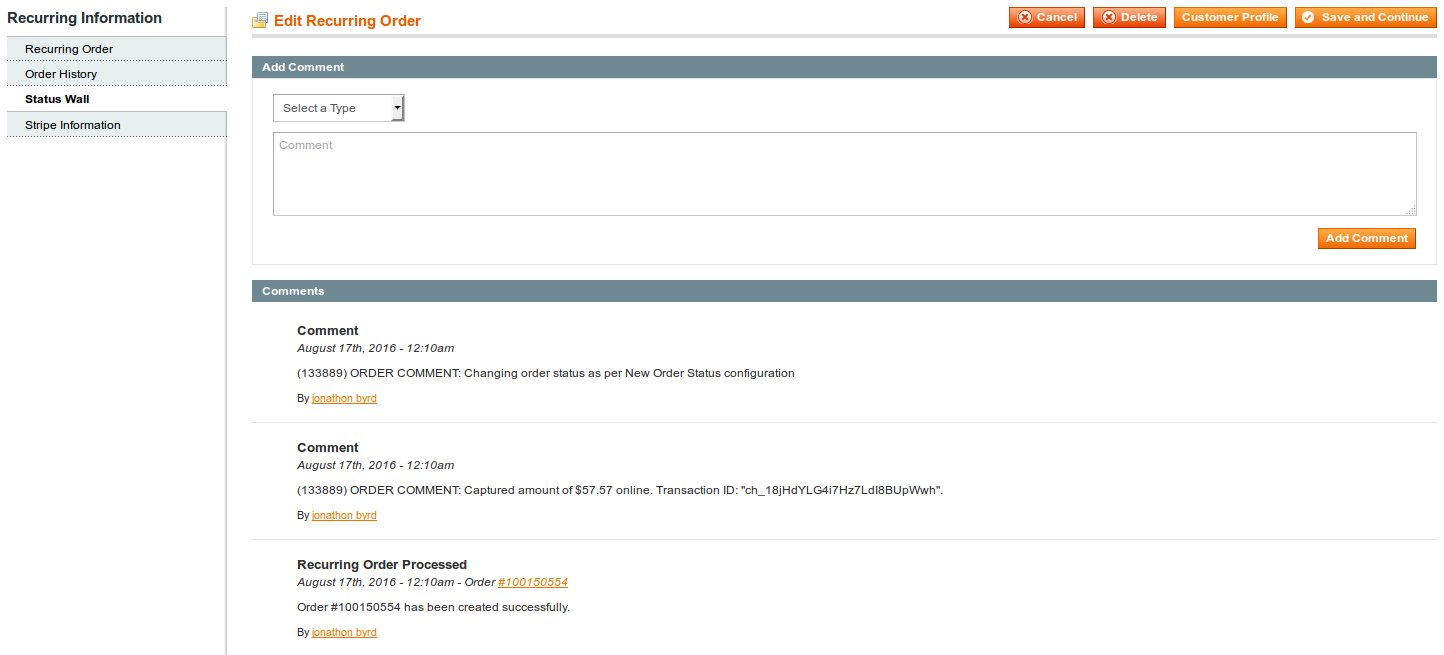 Recurring Information
Recurring Order
Order History
Status Wall
Stripe Information
Edit Recurring Order
Cancel
Delete
Customer Profile
Save and Continue
Add Comment
Select a Type
Comment
Add Comment
Comments
Comment
August 17th, 2016 - 12:10am
(133889) ORDER COMMENT: Changing order status as per New Order Status configuration
By jonathon byrd
Comment
August 17th, 2016 - 12:10am
(133889) ORDER COMMENT: Captured amount of $57.57 online. Transaction ID: "ch_18jHdYLG4i7Hz7LdI8BUpWwh".
By jonathon byrd
Recurring Order Processed
August 17th, 2016 - 12:10am - Order #100150554
Order #100150554 has been created successfully.
By jonathon byrd